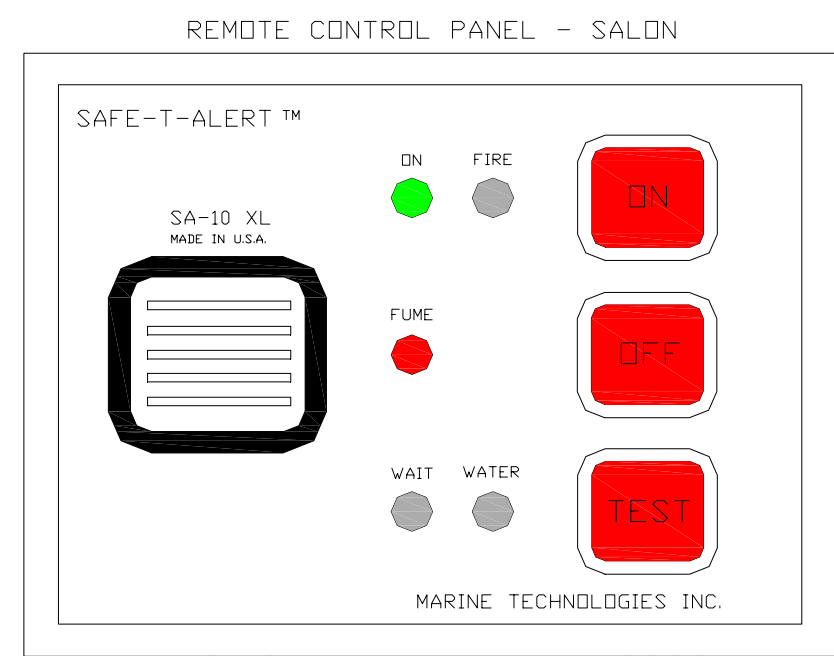 REMOTE CONTROL PANEL - SALON
SAFE-T-ALERT ™
ON FIRE
ON
SA-10 XL
MADE IN U.S.A.
FUME
OFF
WAIT WATER
TEST
MARINE TECHNOLOGIES INC.